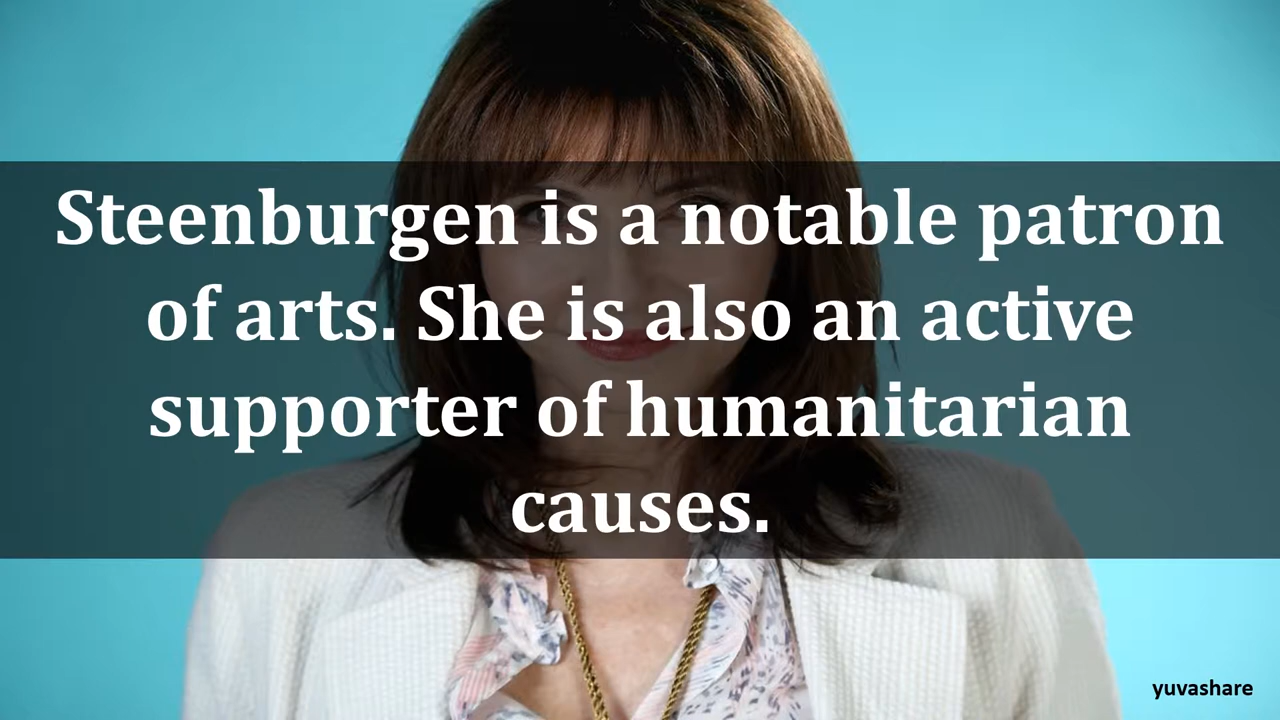 Steenburgen is a notable patron
of arts. She is also an active
supporter of humanitarian
causes.
yuvashare